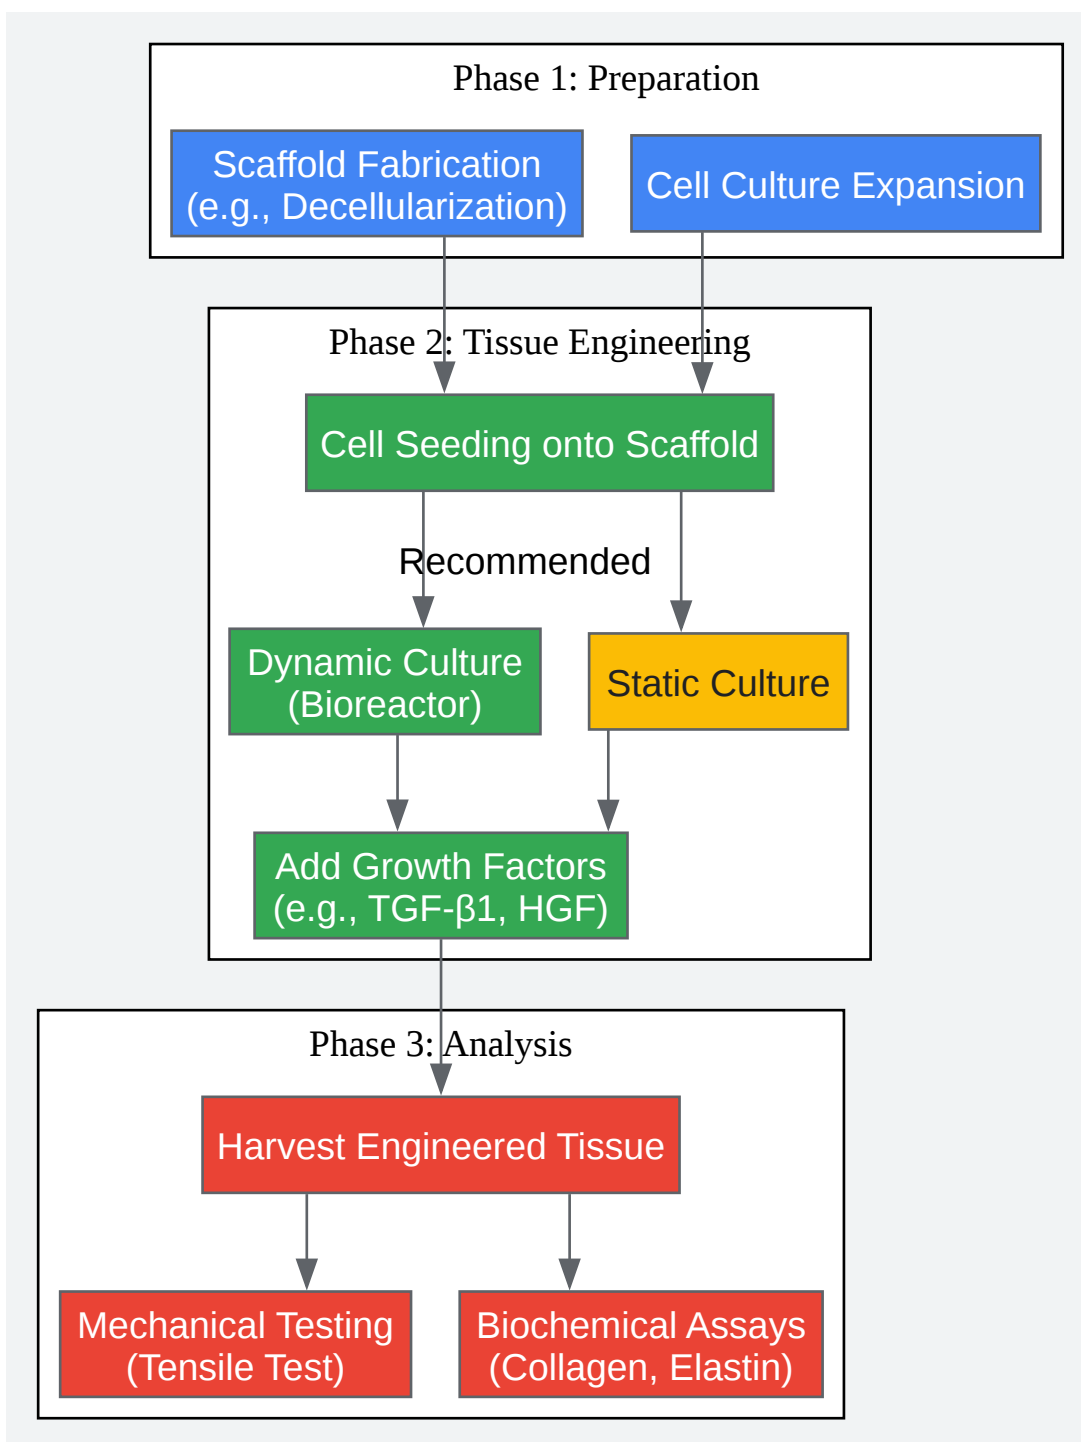 Phase 1: Preparation
Scaffold Fabrication
(e.g., Decellularization)
Cell Culture Expansion
Phase 2: Tissue Engineering
Cell Seeding onto Scaffold
Recommended
Dynamic Culture
(Bioreactor)
Static Culture
Add Growth Factors
(e.g., TGF-β1, HGF)
Phase 3: Analysis
Harvest Engineered Tissue
Mechanical Testing
(Tensile Test)
Biochemical Assays
(Collagen, Elastin)